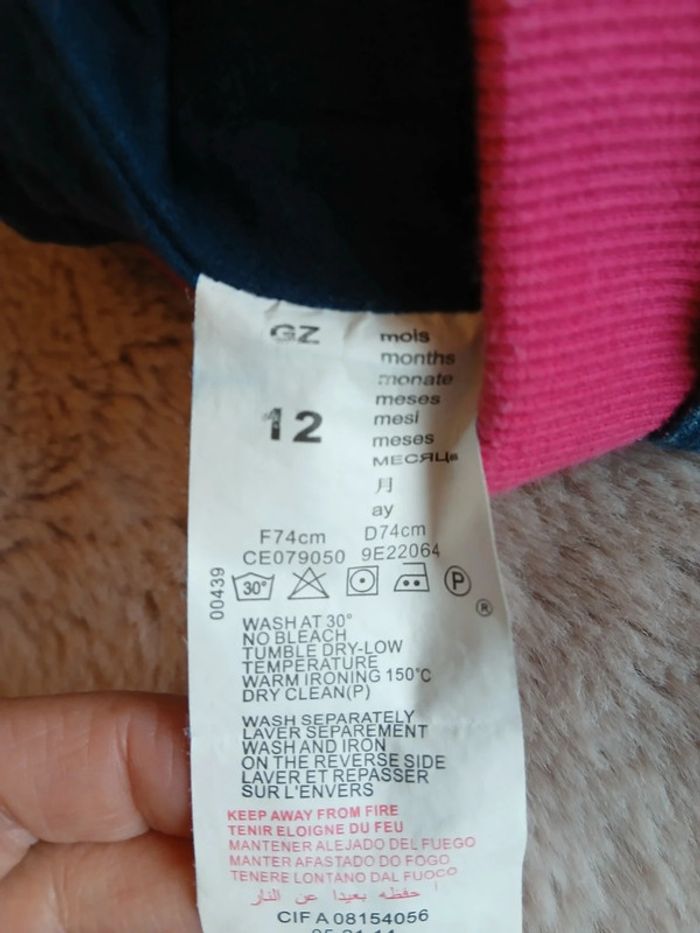 GZ
mois
months
monate
meses
12
mesi
meses
МЕСЯЦЫ
月
ay
F74cm D74cm
CE079050 9E22064
00439
30°
P
®
WASH AT 30°
NO BLEACH
TUMBLE DRY-LOW
TEMPERATURE
WARM IRONING 150°C
DRY CLEAN(P)
WASH SEPARATELY
LAVER SEPAREMENT
WASH AND IRON
ON THE REVERSE SIDE
LAVER ET REPASSER
SUR L'ENVERS
KEEP AWAY FROM FIRE
TENIR ELOIGNE DU FEU
MANTENER ALEJADO DEL FUEGO
MANTER AFASTADO DO FOGO
TENERE LONTANO DAL FUOCO
حفظه بعيدا عن النار
CIF A 08154056